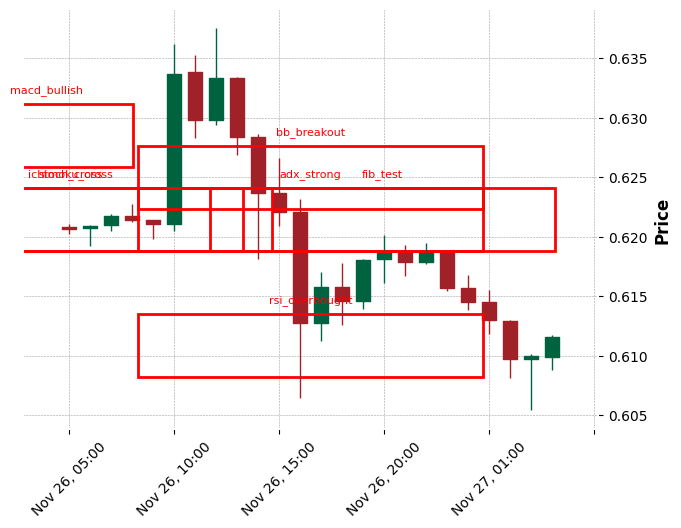 macd_bullish
bb_breakout
stoch_cross
adx_strong
fib_test
rsi_overbought
0.635
0.630
0.625
0.620
0.615
0.610
0.605
Price
Nov 26, 05:00
Nov 26, 10:00
Nov 26, 15:00
Nov 26, 20:00
Nov 27, 01:00